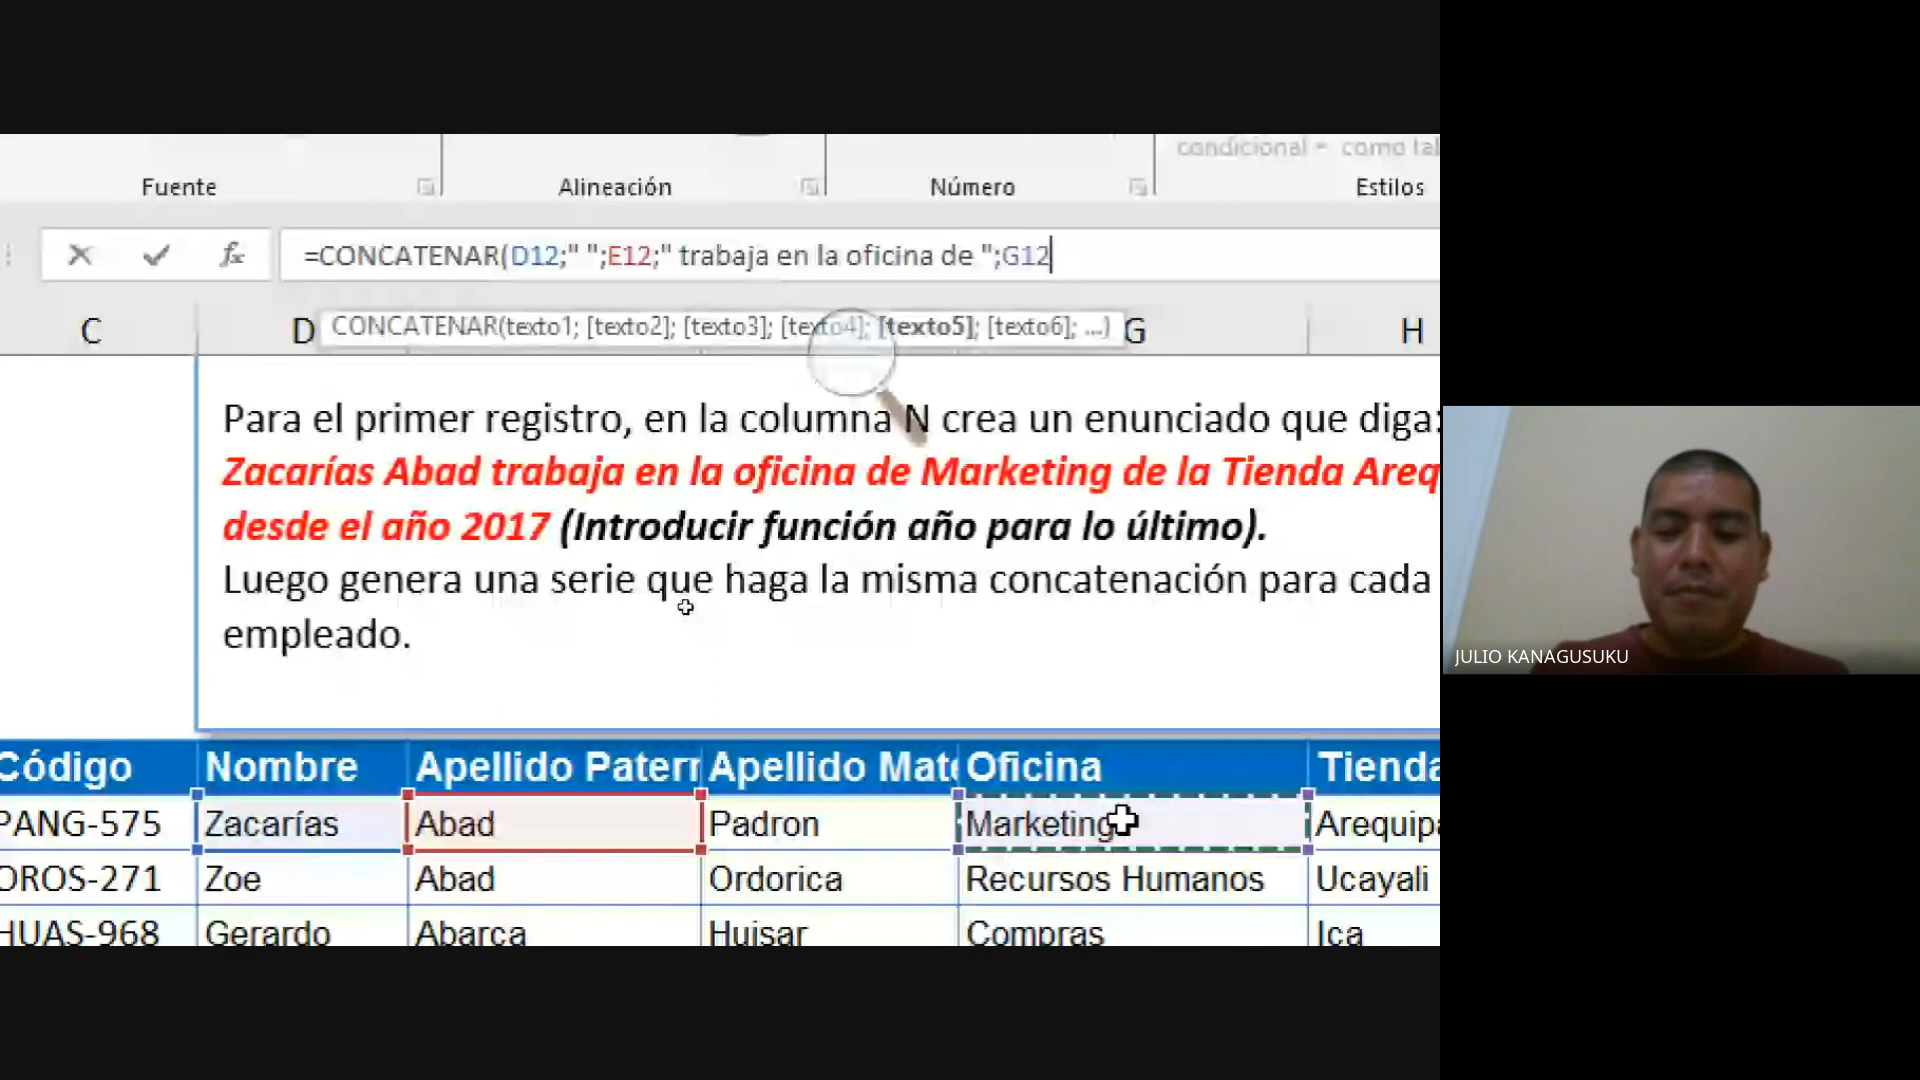 condicional
Fuente
Alineación
Número
Estilos
fx
=CONCATENAR(D12;" ";E12;" trabaja en la oficina de ";G12
C D G H
CONCATENAR(texto1; [texto2]; [texto3]; [texto4]; [texto5]; [texto6]; ...)
Para el primer registro, en la columna N crea un enunciado que diga:
Zacarías Abad trabaja en la oficina de Marketing de la Tienda Areq
desde el año 2017 (Introducir función año para lo último).
Luego genera una serie que haga la misma concatenación para cada
empleado.
Código Nombre Apellido Patern Apellido Mate Oficina Tienda
PANG-575 Zacarías Abad Padron Marketing Arequipa
OROS-271 Zoe Abad Ordorica Recursos Humanos Ucayali
HUAS-968 Gerardo Abarca Huisar Compras Ica
JULIO KANAGUSUKU